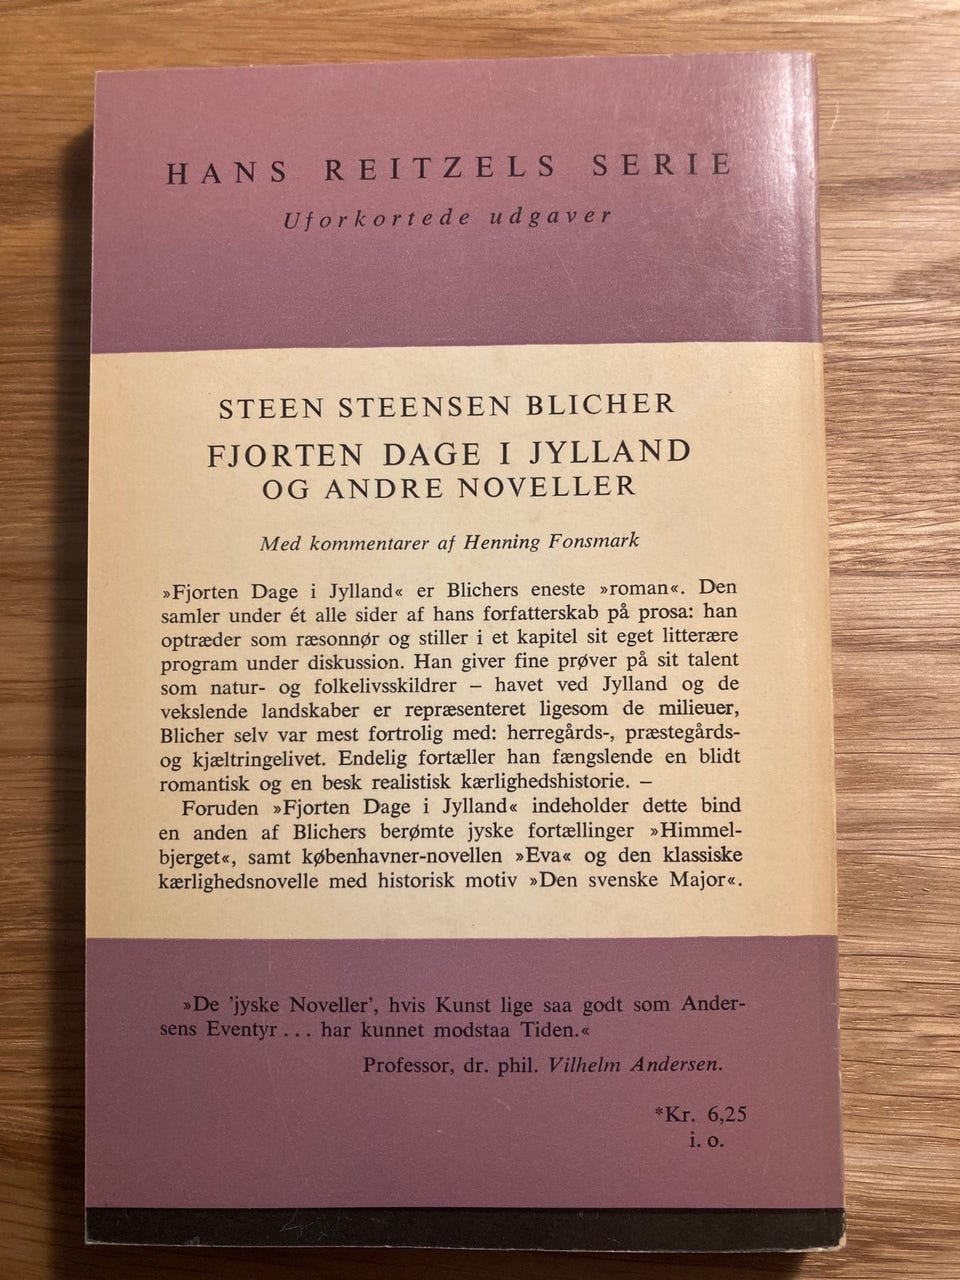 HANS REITZELS SERIE
Uforkortede udgaver
STEEN STEENSEN BLICHER
FJORTEN DAGE I JYLLAND
OG ANDRE NOVELLER
Med kommentarer af Henning Fonsmark
»Fjorten Dage i Jylland« er Blichers eneste »roman«. Den
samler under ét alle sider af hans forfatterskab på prosa: han
optræder som ræsonnør og stiller i et kapitel sit eget litterære
program under diskussion. Han giver fine prøver på sit talent
som natur- og folkelivsskildrer – havet ved Jylland og de
vekslende landskaber er repræsenteret ligesom de milieuer,
Blicher selv var mest fortrolig med: herregårds-, præstegårds-
og kjæltringelivet. Endelig fortæller han fængslende en blidt
romantisk og en besk realistisk kærlighedshistorie. –
Foruden »Fjorten Dage i Jylland« indeholder dette bind
en anden af Blichers berømte jyske fortællinger »Himmel-
bjerget«, samt københavner-novellen »Eva« og den klassiske
kærlighedsnovelle med historisk motiv »Den svenske Major«.
»De 'jyske Noveller', hvis Kunst lige saa godt som Ander-
sens Eventyr . . . har kunnet modstaa Tiden.«
Professor, dr. phil. Vilhelm Andersen.
*Kr. 6,25
i. o.